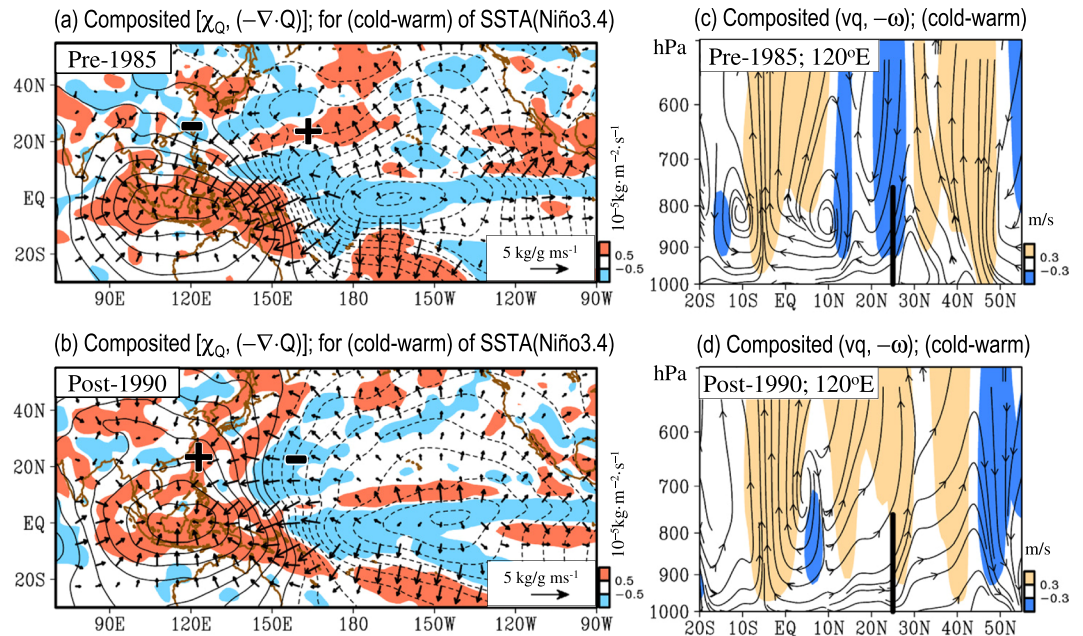 (a) Composited [χQ, (−∇·Q)]; for (cold-warm) of SSTA(Niño3.4)
Pre-1985
40N
20N
EQ
20S
−
+
5 kg/g ms-1
10-5kg·m-2·s-1
0.5
−0.5
90E 120E 150E 180 150W 120W 90W
(b) Composited [χQ, (−∇·Q)]; for (cold-warm) of SSTA(Niño3.4)
Post-1990
40N
20N
EQ
20S
+
−
5 kg/g ms-1
10-5kg·m-2·s-1
0.5
−0.5
90E 120E 150E 180 150W 120W 90W
(c) Composited (vq, −ω); (cold-warm)
hPa
Pre-1985; 120oE
600
700
800
900
1000
m/s
0.3
−0.3
20S 10S EQ 10N 20N 30N 40N 50N
(d) Composited (vq, −ω); (cold-warm)
hPa
Post-1990; 120oE
600
700
800
900
1000
m/s
0.3
−0.3
20S 10S EQ 10N 20N 30N 40N 50N